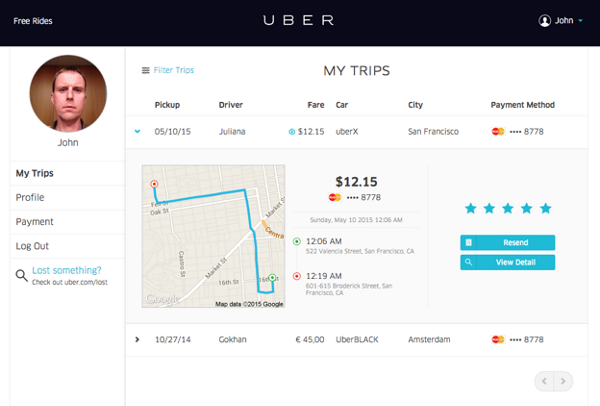 Free Rides
UBER
John
John
My Trips
Profile
Payment
Log Out
Lost something?
Check out uber.com/lost
Filter Trips
MY TRIPS
Pickup Driver Fare Car City Payment Method
05/10/15 Juliana $12.15 uberX San Francisco MasterCard •••• 8778
Fell St
Oak St
Market St
Market St
Castro St
16th St
16th St
Google
Map data ©2015 Google
$12.15
MasterCard •••• 8778
Sunday, May 10 2015 12:06 AM
12:06 AM
522 Valencia Street, San Francisco, CA
12:19 AM
601-615 Broderick Street, San
Francisco, CA
Resend
View Detail
10/27/14 Gokhan € 45,00 UberBLACK Amsterdam MasterCard •••• 8778